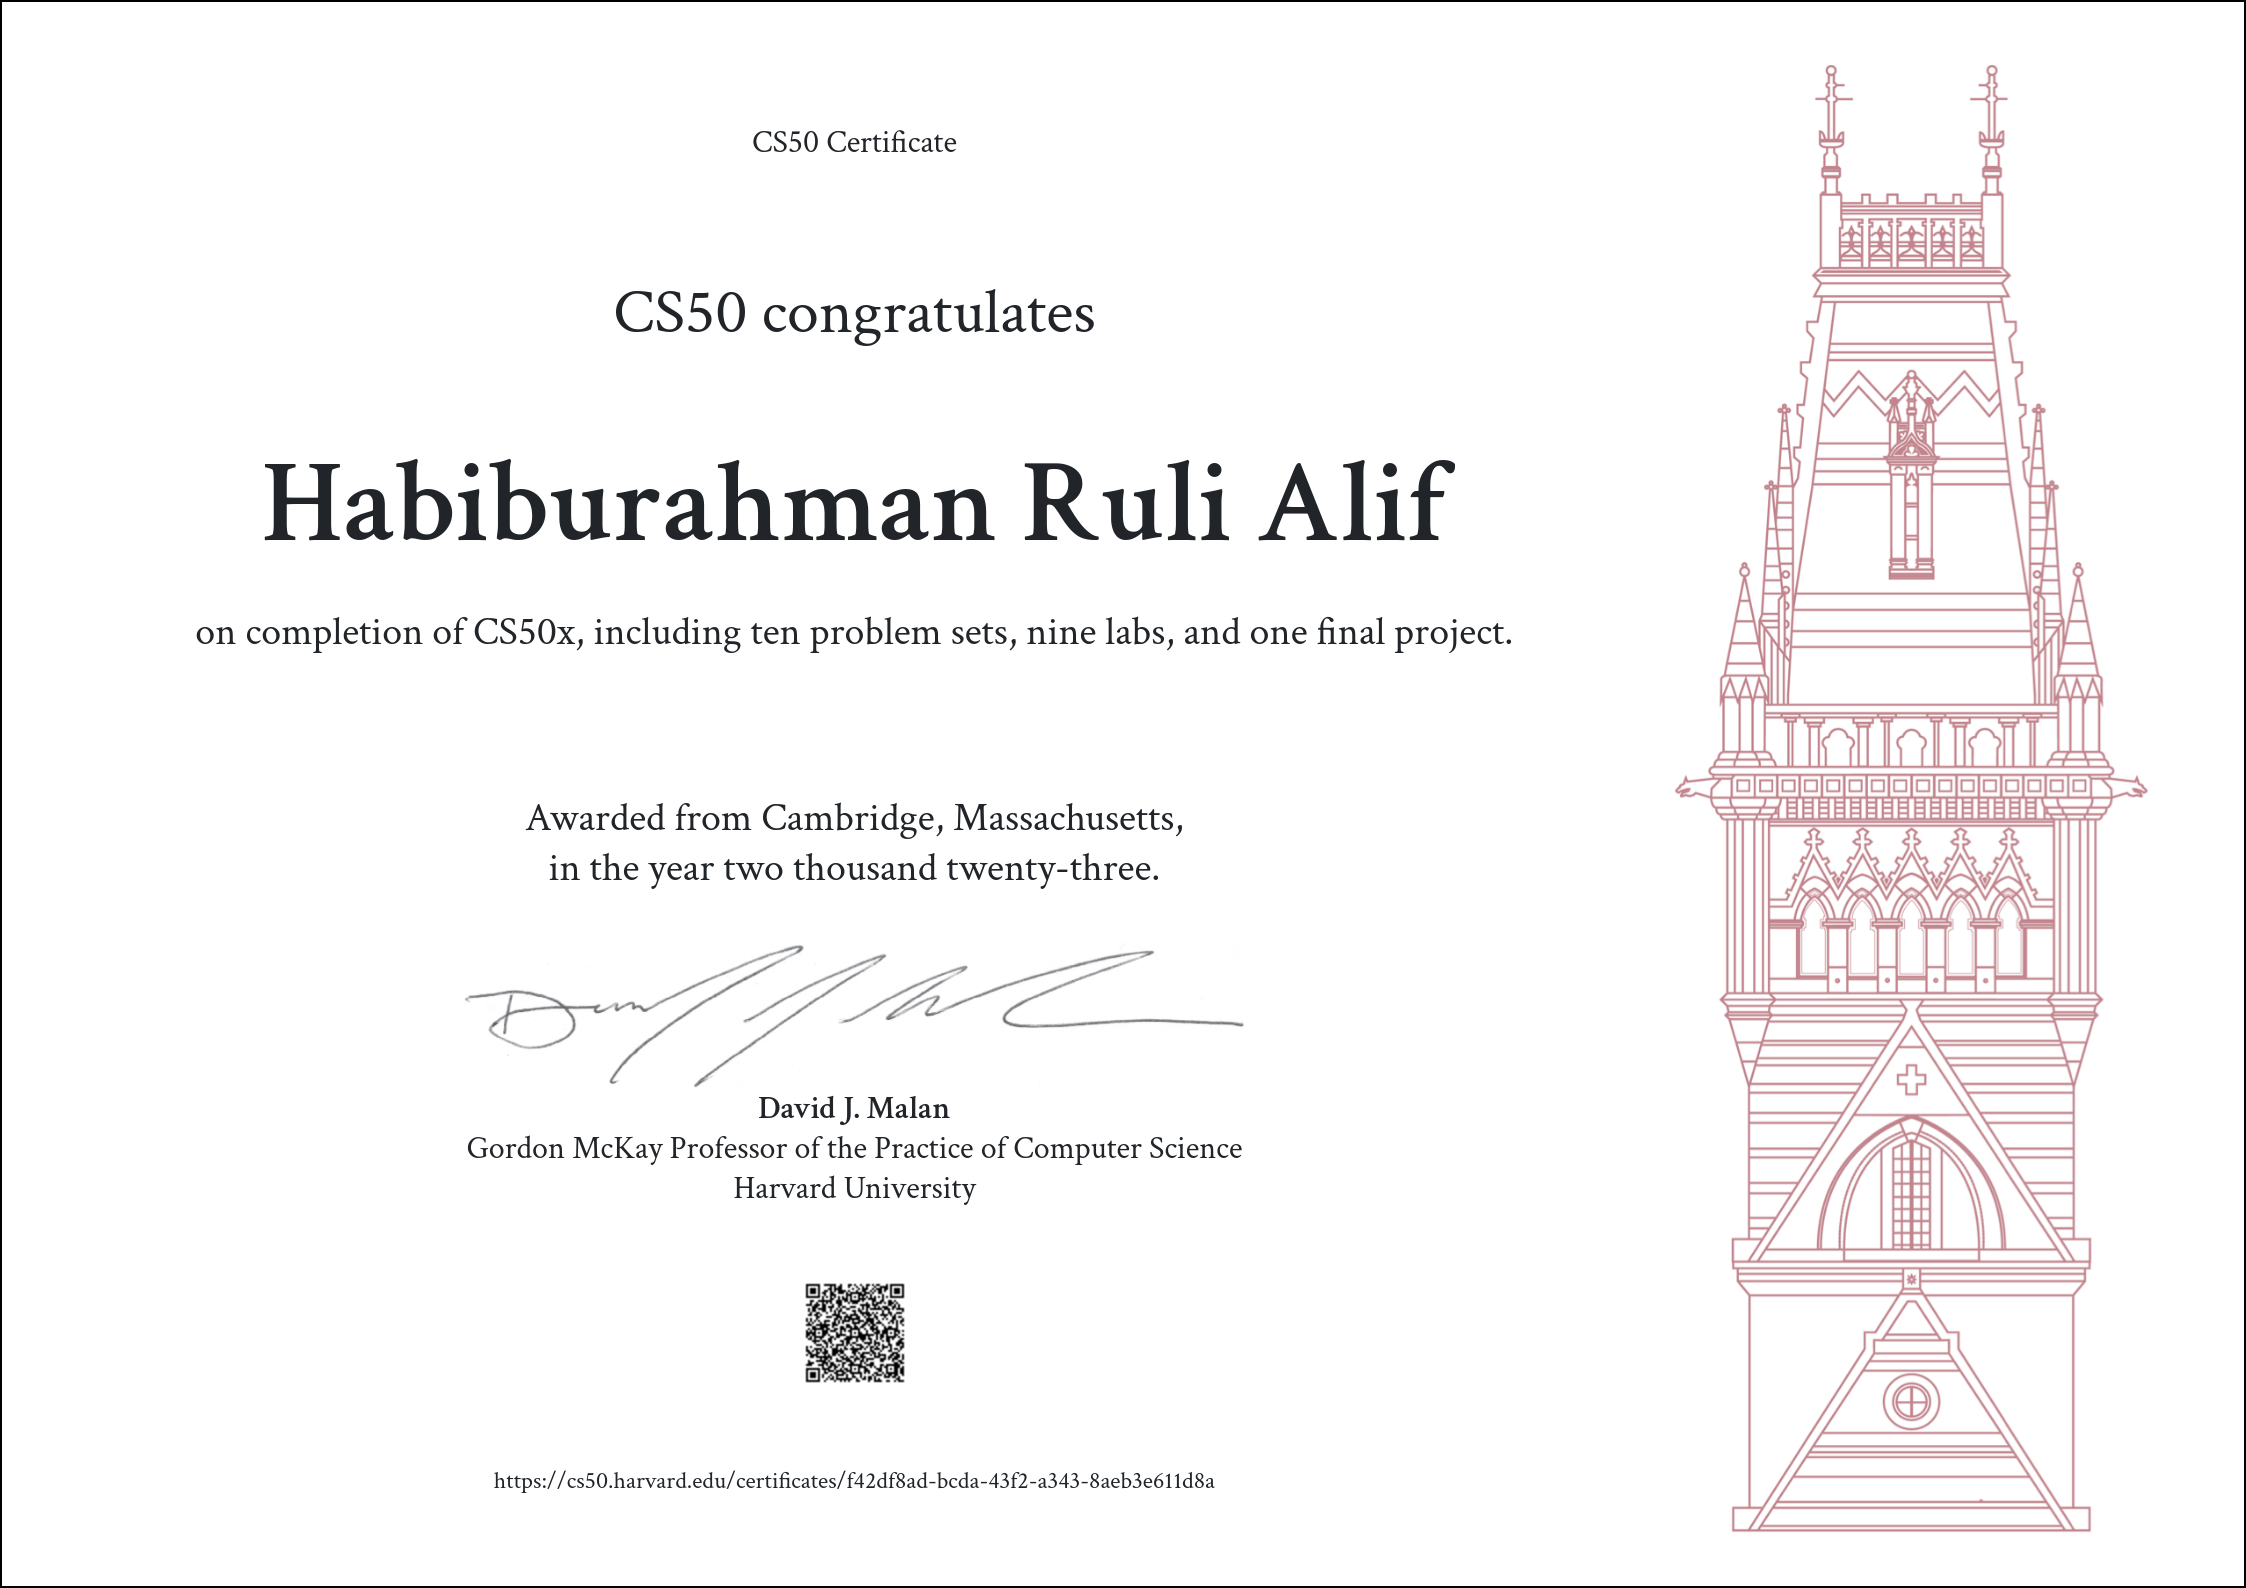 CS50 Certificate
CS50 congratulates
Habiburahman Ruli Alif
on completion of CS50x, including ten problem sets, nine labs, and one final project.
Awarded from Cambridge, Massachusetts,
in the year two thousand twenty-three.
David J. Malan
Gordon McKay Professor of the Practice of Computer Science
Harvard University
https://cs50.harvard.edu/certificates/f42df8ad-bcda-43f2-a343-8aeb3e611d8a